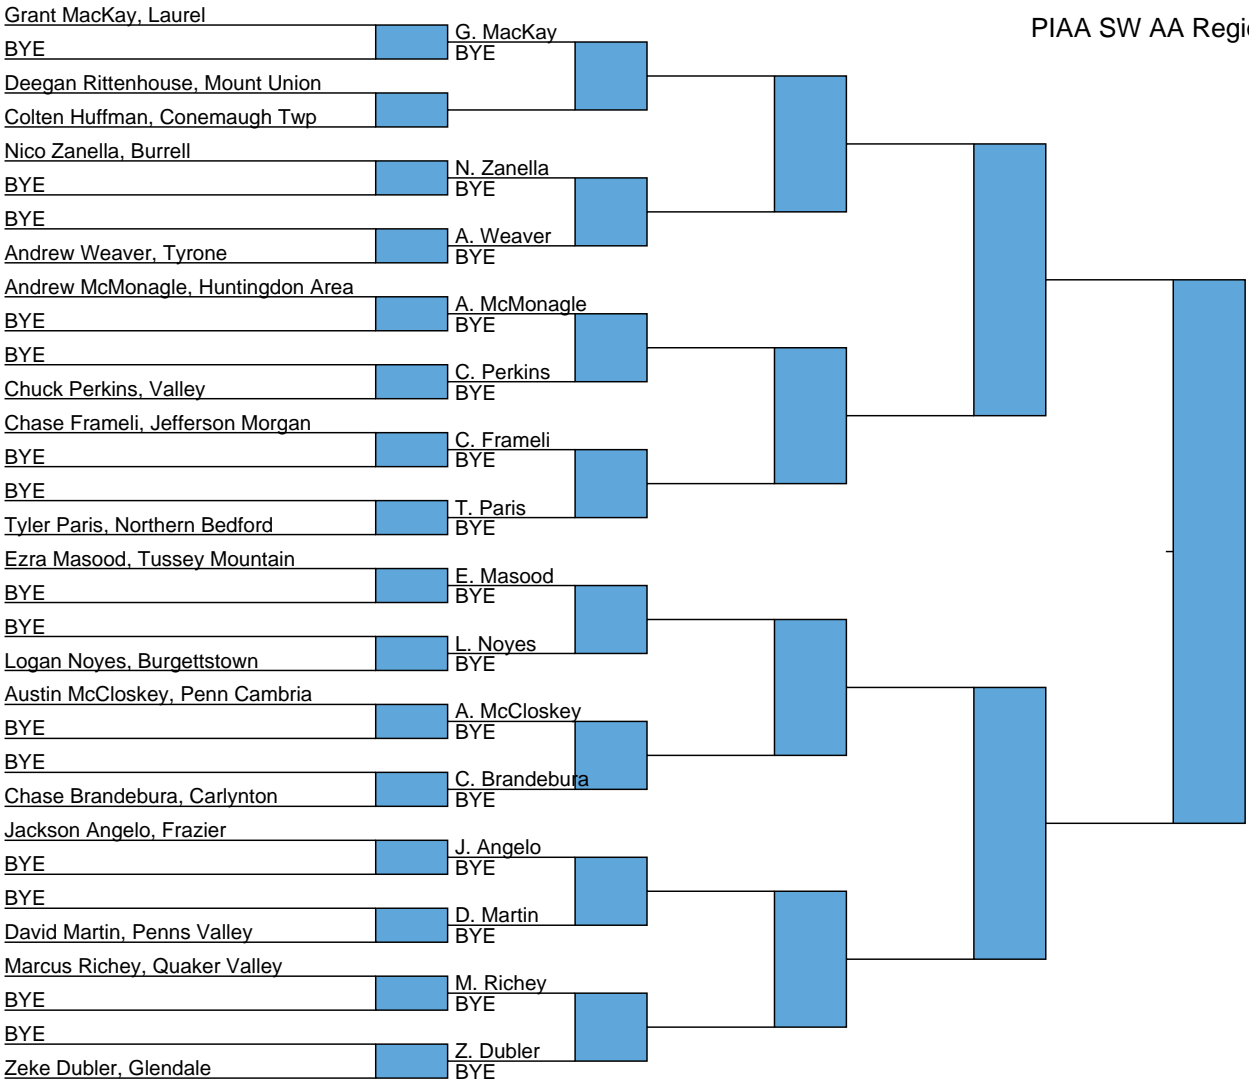 Grant MacKay, Laurel
BYE
Deegan Rittenhouse, Mount Union
Colten Huffman, Conemaugh Twp
Nico Zanella, Burrell
BYE
BYE
Andrew Weaver, Tyrone
Andrew McMonagle, Huntingdon Area
BYE
BYE
Chuck Perkins, Valley
Chase Frameli, Jefferson Morgan
BYE
BYE
Tyler Paris, Northern Bedford
Ezra Masood, Tussey Mountain
BYE
BYE
Logan Noyes, Burgettstown
Austin McCloskey, Penn Cambria
BYE
BYE
Chase Brandebura, Carlynton
Jackson Angelo, Frazier
BYE
BYE
David Martin, Penns Valley
Marcus Richey, Quaker Valley
BYE
BYE
Zeke Dubler, Glendale
G. MacKay
BYE
N. Zanella
BYE
A. Weaver
BYE
A. McMonagle
BYE
C. Perkins
BYE
C. Frameli
BYE
T. Paris
BYE
E. Masood
BYE
L. Noyes
BYE
A. McCloskey
BYE
C. Brandebura
BYE
J. Angelo
BYE
D. Martin
BYE
M. Richey
BYE
Z. Dubler
BYE
PIAA SW AA Regi